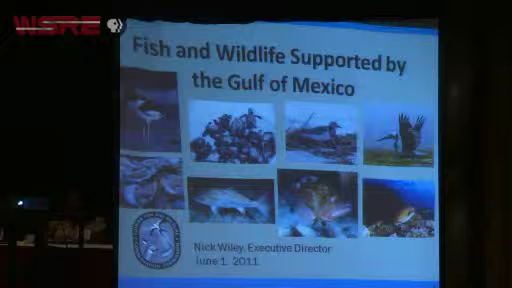 WSRE
Fish and Wildlife Supported by
the Gulf of Mexico
Nick Wiley, Executive Director
June 1, 2011